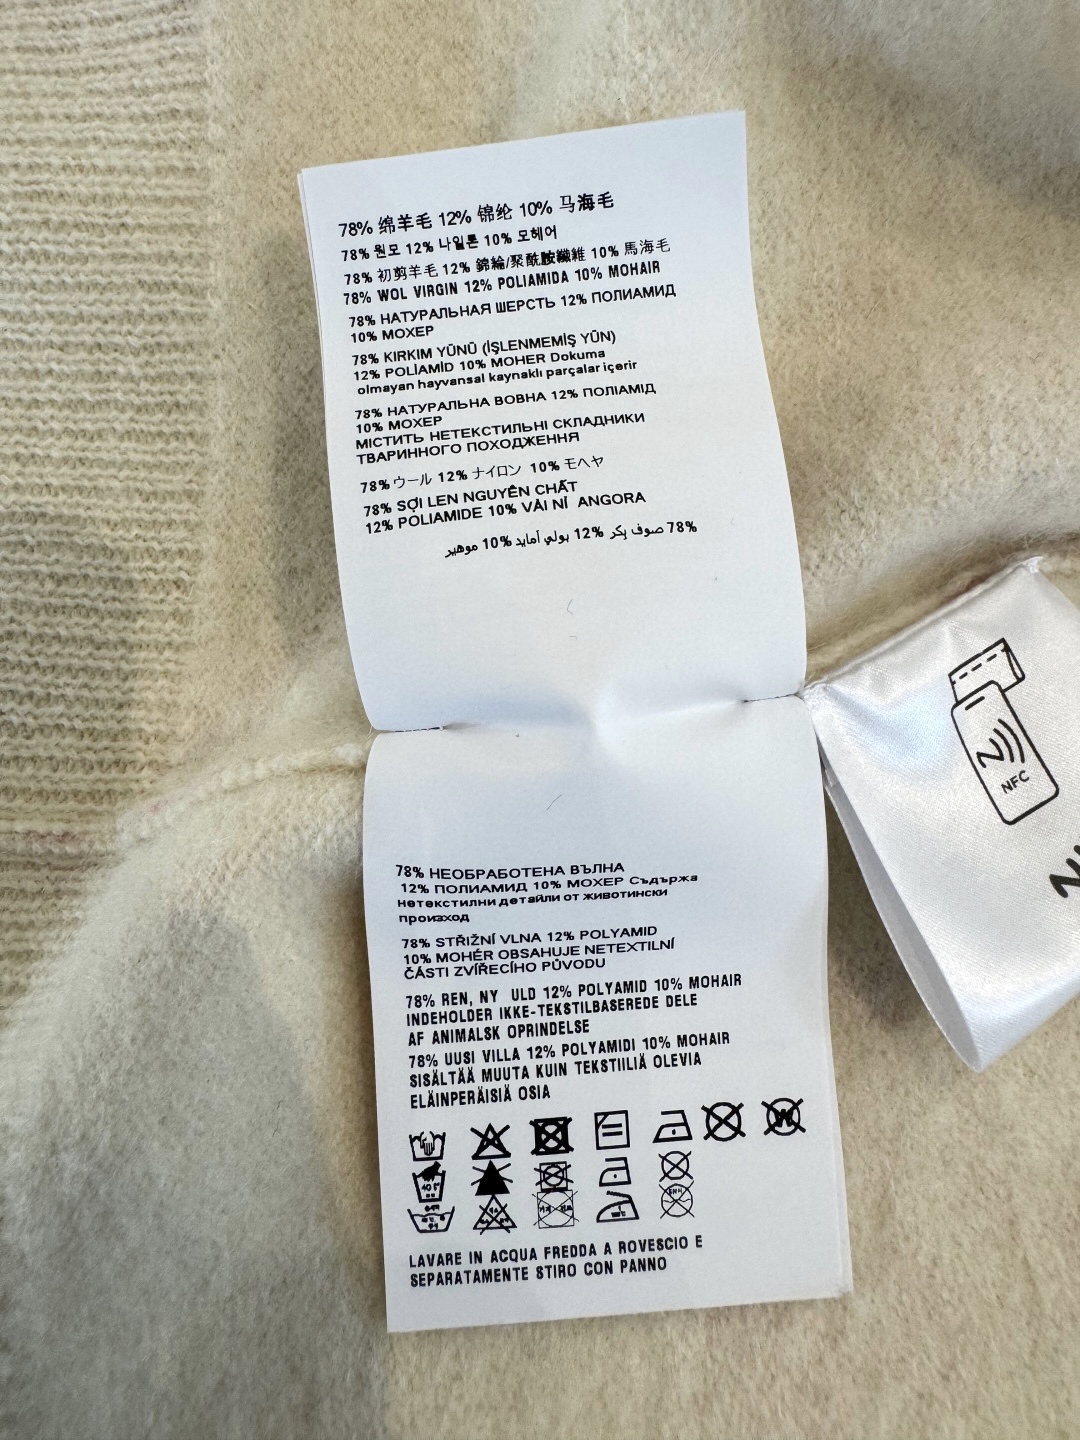 78% 绵羊毛 12% 锦纶 10% 马海毛
78% 원모 12% 나일론 10% 모헤어
78% 初剪羊毛 12% 錦綸/聚酰胺纖維 10% 馬海毛
78% WOL VIRGIN 12% POLIAMIDA 10% MOHAIR
78% НАТУРАЛЬНАЯ ШЕРСТЬ 12% ПОЛИАМИД
10% МОХЕР
78% KIRKIM YŪNŪ (İŞLENMEMİŞ YŪN)
12% POLİAMİD 10% MOHER Dokuma
olmayan hayvansal kaynaklı parçalar içerir
78% НАТУРАЛЬНА ВОВНА 12% ПОЛІАМІД
10% МОХЕР
МІСТИТЬ НЕТЕКСТИЛЬНІ СКЛАДНИКИ
ТВАРИННОГО ПОХОДЖЕННЯ
78% ウール 12% ナイロン 10% モヘヤ
78% SỢI LEN NGUYÊN CHẤT
12% POLIAMIDE 10% VẢI NỈ ANGORA
78% صوف بكر 12% بولي أمايد 10% موهير
NFC
78% НЕОБРАБОТЕНА ВЪЛНА
12% ПОЛИАМИД 10% МОХЕР Съдържа
нетекстилни детайли от животински
произход
78% STŘIŽNÍ VLNA 12% POLYAMID
10% MOHÉR OBSAHUJE NETEXTILNÍ
ČÁSTI ZVÍŘECÍHO PŮVODU
78% REN, NY ULD 12% POLYAMID 10% MOHAIR
INDEHOLDER IKKE-TEKSTILBASEREDE DELE
AF ANIMALSK OPRINDELSE
78% UUSI VILLA 12% POLYAMIDI 10% MOHAIR
SISÄLTÄÄ MUUTA KUIN TEKSTIILIÄ OLEVIA
ELÄINPERÄISIÄ OSIA
W
LAVARE IN ACQUA FREDDA A ROVESCIO E
SEPARATAMENTE STIRO CON PANNO